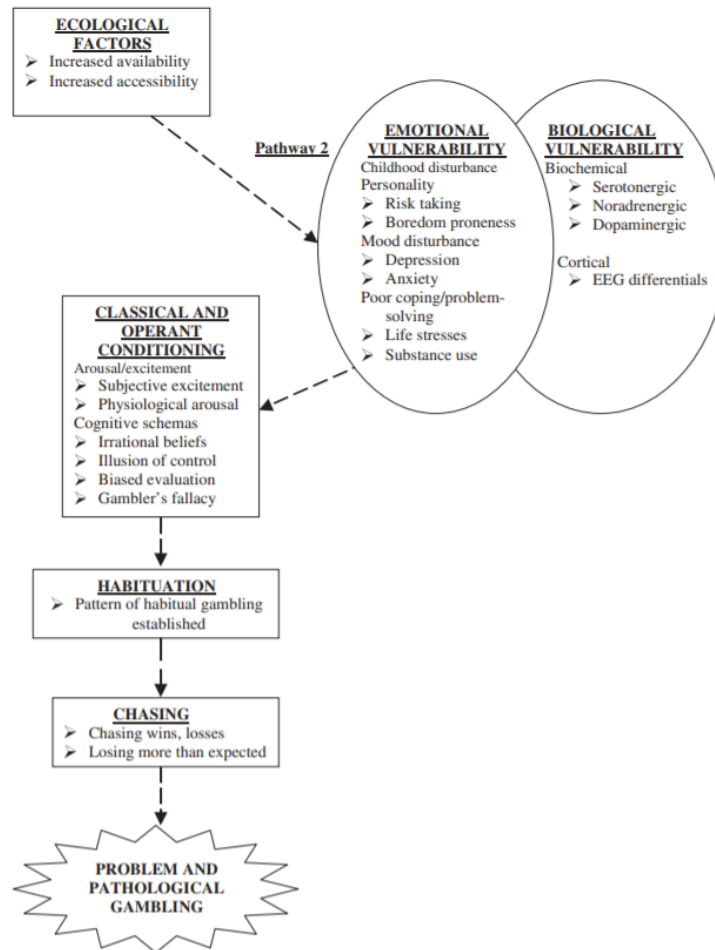 ECOLOGICAL
FACTORS
➢ Increased availability
➢ Increased accessibility
Pathway 2
EMOTIONAL
VULNERABILITY
Childhood disturbance
Personality
➢ Risk taking
➢ Boredom proneness
Mood disturbance
➢ Depression
➢ Anxiety
Poor coping/problem-
solving
➢ Life stresses
➢ Substance use
BIOLOGICAL
VULNERABILITY
Biochemical
➢ Serotonergic
➢ Noradrenergic
➢ Dopaminergic
Cortical
➢ EEG differentials
CLASSICAL AND
OPERANT
CONDITIONING
Arousal/excitement
➢ Subjective excitement
➢ Physiological arousal
Cognitive schemas
➢ Irrational beliefs
➢ Illusion of control
➢ Biased evaluation
➢ Gambler's fallacy
HABITUATION
➢ Pattern of habitual gambling
established
CHASING
➢ Chasing wins, losses
➢ Losing more than expected
PROBLEM AND
PATHOLOGICAL
GAMBLING